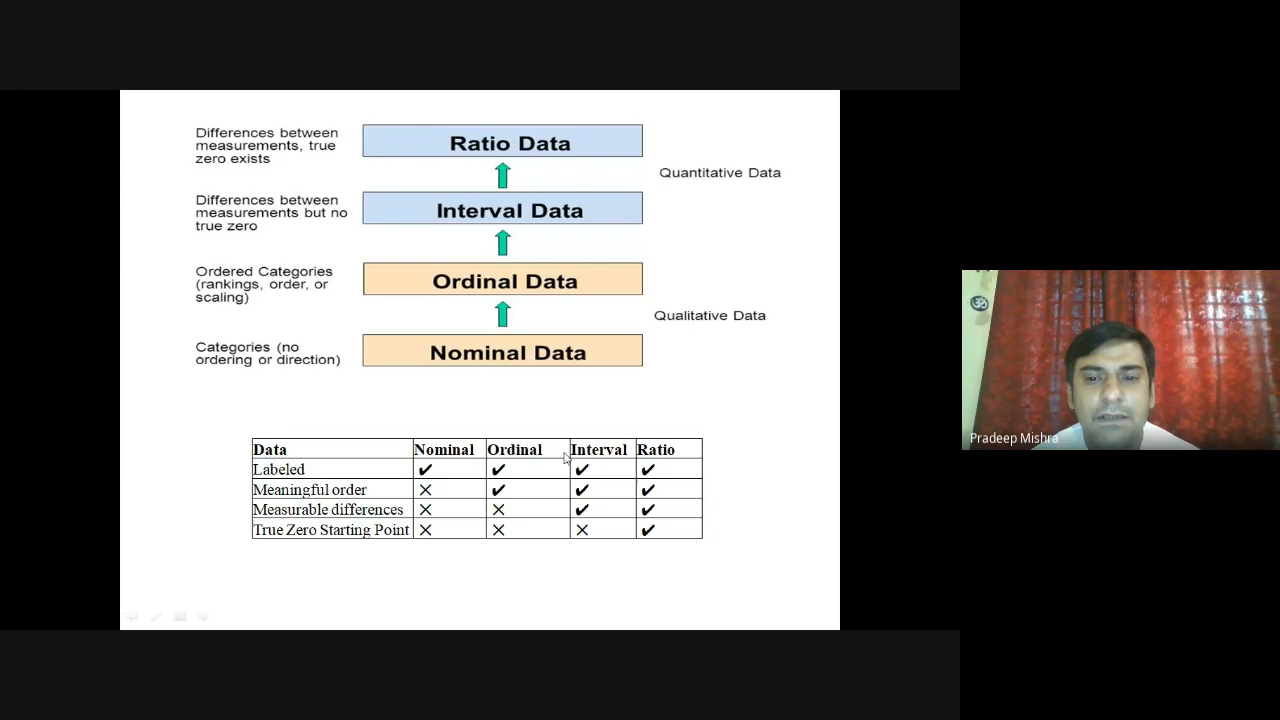 Differences between
measurements, true
zero exists
Ratio Data
Quantitative Data
Differences between
measurements but no
true zero
Interval Data
Ordered Categories
(rankings, order, or
scaling)
Ordinal Data
Qualitative Data
Categories (no
ordering or direction)
Nominal Data
Data Nominal Ordinal Interval Ratio
Labeled ✔ ✔ ✔ ✔
Meaningful order ✕ ✔ ✔ ✔
Measurable differences ✕ ✕ ✔ ✔
True Zero Starting Point ✕ ✕ ✕ ✔
ॐ
Pradeep Mishra